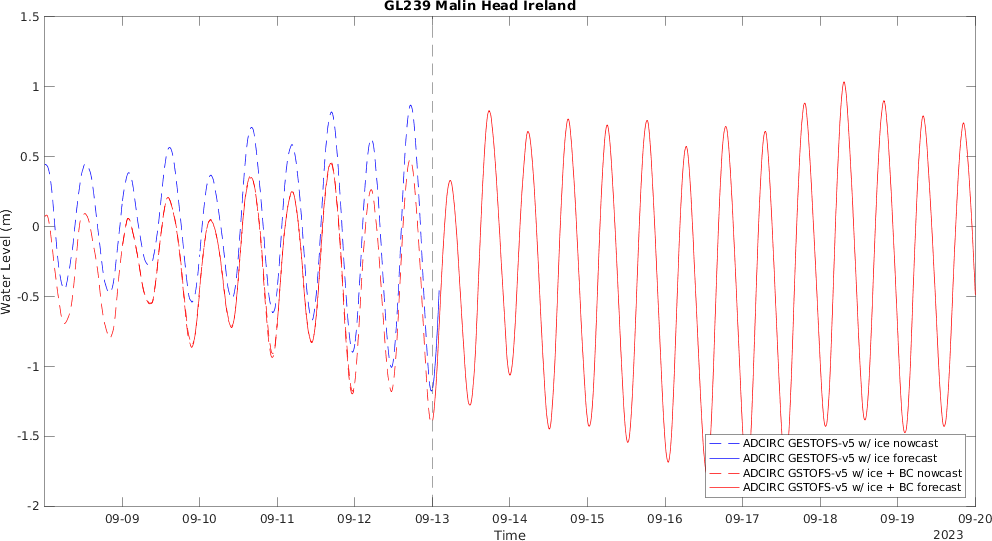 GL239 Malin Head Ireland
1.5
1
0.5
0
-0.5
-1
-1.5
-2
Water Level (m)
09-09 09-10 09-11 09-12 09-13 09-14 09-15 09-16 09-17 09-18 09-19 09-20
Time
2023
ADCIRC GESTOFS-v5 w/ ice nowcast
ADCIRC GESTOFS-v5 w/ ice forecast
ADCIRC GSTOFS-v5 w/ ice + BC nowcast
ADCIRC GSTOFS-v5 w/ ice + BC forecast